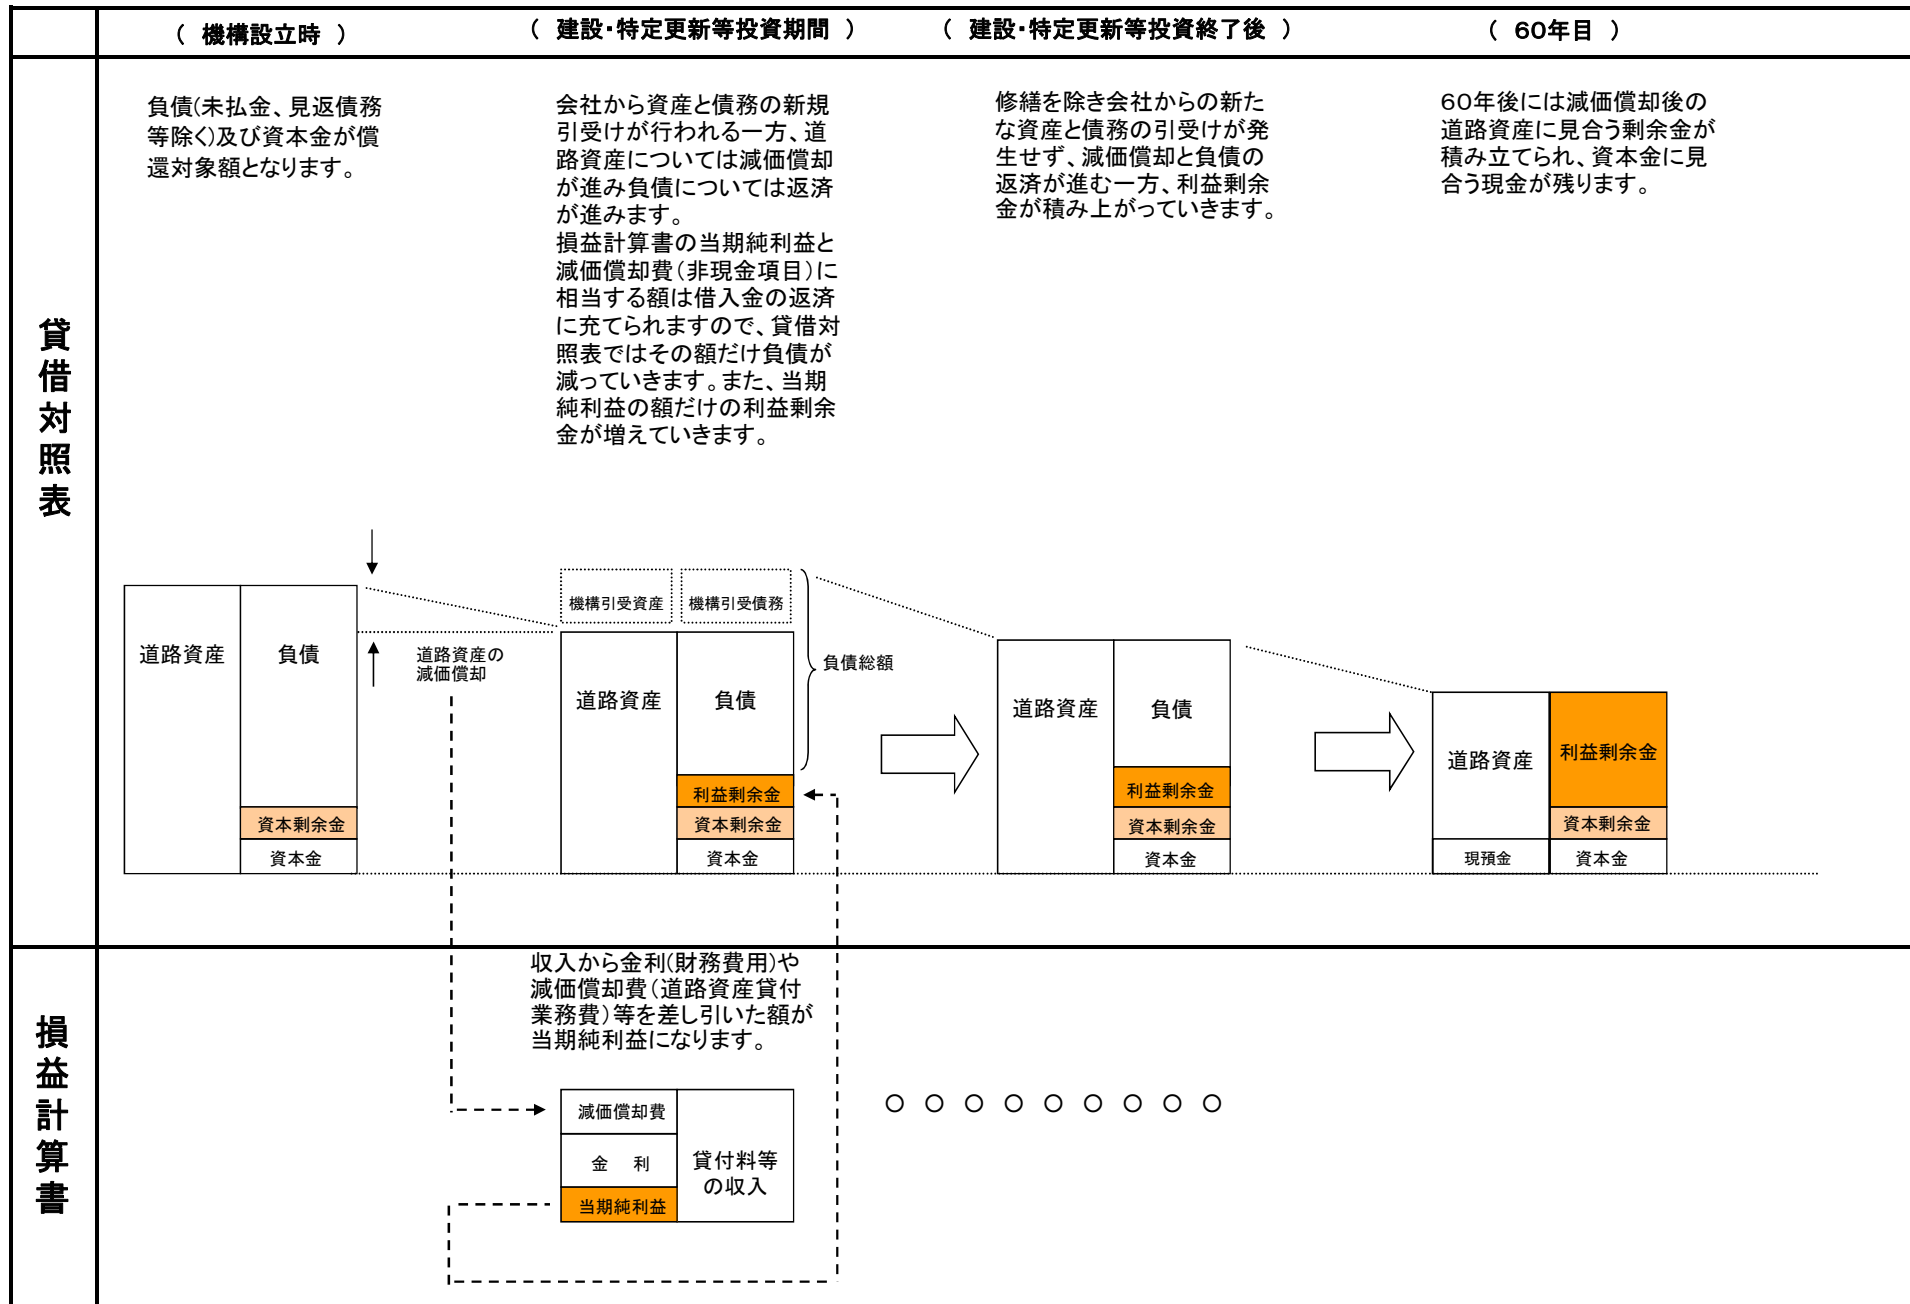 （ 機構設立時 ）
（ 建設・特定更新等投資期間 ）
（ 建設・特定更新等投資終了後 ）
（ 60年目 ）
貸借対照表
負債(未払金、見返債務
等除く)及び資本金が償
還対象額となります。
会社から資産と債務の新規
引受けが行われる一方、道
路資産については減価償却
が進み負債については返済
が進みます。
損益計算書の当期純利益と
減価償却費（非現金項目）に
相当する額は借入金の返済
に充てられますので、貸借対
照表ではその額だけ負債が
減っていきます。また、当期
純利益の額だけの利益剰余
金が増えていきます。
修繕を除き会社からの新た
な資産と債務の引受けが発
生せず、減価償却と負債の
返済が進む一方、利益剰余
金が積み上がっていきます。
60年後には減価償却後の
道路資産に見合う剰余金が
積み立てられ、資本金に見
合う現金が残ります。
道路資産
負債
資本剰余金
資本金
道路資産の
減価償却
機構引受資産
機構引受債務
道路資産
負債
利益剰余金
資本剰余金
資本金
負債総額
道路資産
負債
利益剰余金
資本剰余金
資本金
道路資産
現預金
利益剰余金
資本剰余金
資本金
損益計算書
収入から金利(財務費用)や
減価償却費（道路資産貸付
業務費）等を差し引いた額が
当期純利益になります。
減価償却費
金　利
当期純利益
貸付料等
の収入
○ ○ ○ ○ ○ ○ ○ ○ ○